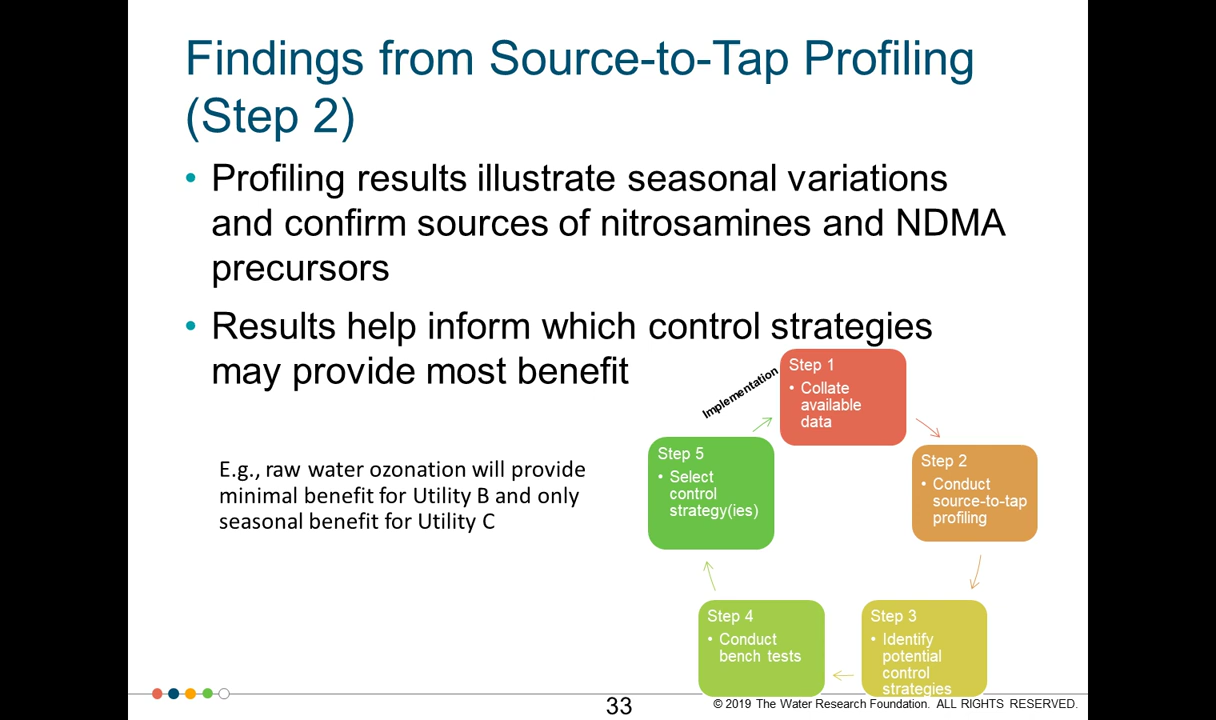 Findings from Source-to-Tap Profiling
(Step 2)
• Profiling results illustrate seasonal variations
and confirm sources of nitrosamines and NDMA
precursors
• Results help inform which control strategies
may provide most benefit
E.g., raw water ozonation will provide
minimal benefit for Utility B and only
seasonal benefit for Utility C
Implementation
Step 1
• Collate
available
data
Step 2
• Conduct
source-to-tap
profiling
Step 3
• Identify
potential
control
strategies
Step 4
• Conduct
bench tests
Step 5
• Select
control
strategy(ies)
33
© 2019 The Water Research Foundation. ALL RIGHTS RESERVED.